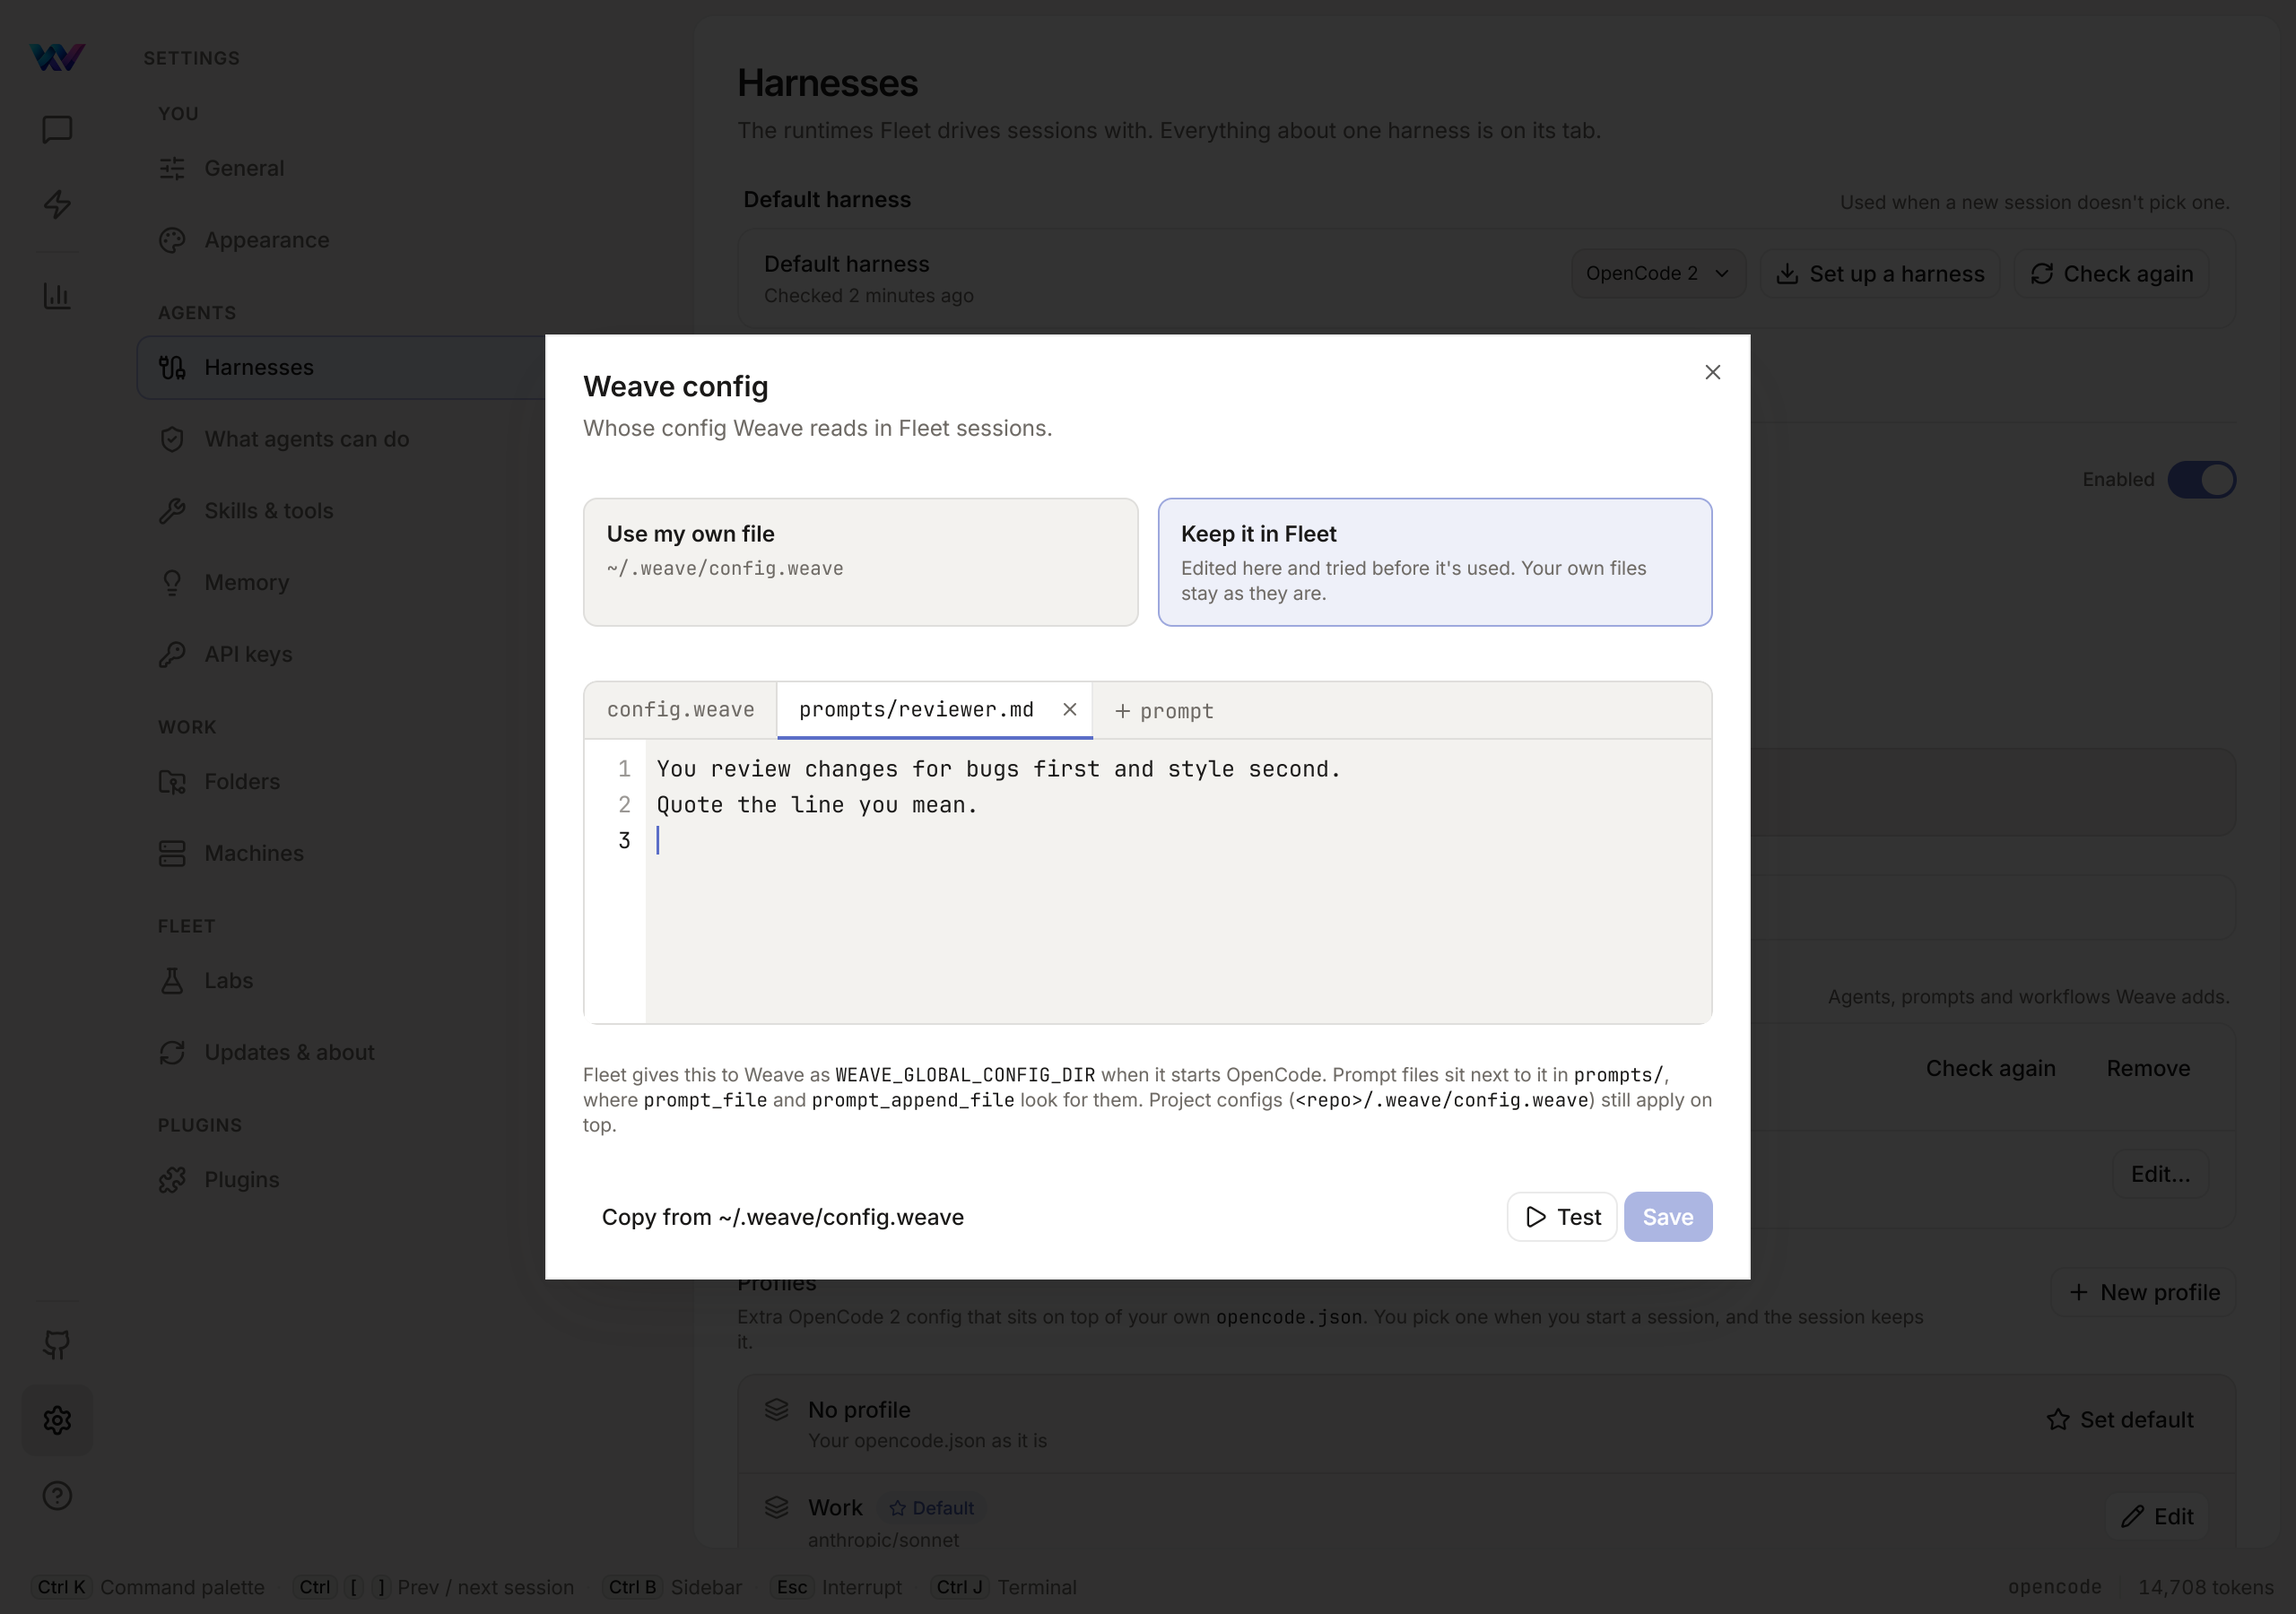 SETTINGS
YOU
General
Appearance
AGENTS
Harnesses
What agents can do
Skills & tools
Memory
API keys
WORK
Folders
Machines
FLEET
Labs
Updates & about
PLUGINS
Plugins
Harnesses
The runtimes Fleet drives sessions with. Everything about one harness is on its tab.
Default harness
Used when a new session doesn't pick one.
Default harness
Checked 2 minutes ago
OpenCode 2
Set up a harness
Check again
Enabled
Weave config
Whose config Weave reads in Fleet sessions.
Use my own file
~/.weave/config.weave
Keep it in Fleet
Edited here and tried before it's used. Your own files
stay as they are.
config.weave
prompts/reviewer.md
+ prompt
1 You review changes for bugs first and style second.
2 Quote the line you mean.
3
Fleet gives this to Weave as WEAVE_GLOBAL_CONFIG_DIR when it starts OpenCode. Prompt files sit next to it in prompts/,
where prompt_file and prompt_append_file look for them. Project configs (<repo>/.weave/config.weave) still apply on
top.
Copy from ~/.weave/config.weave
Test
Save
Agents, prompts and workflows Weave adds.
Check again
Remove
Edit...
Profiles
New profile
Extra OpenCode 2 config that sits on top of your own opencode.json. You pick one when you start a session, and the session keeps
it.
No profile
Your opencode.json as it is
Set default
Work
Default
anthropic/sonnet
Edit
Ctrl K Command palette
Ctrl [ ] Prev / next session
Ctrl B Sidebar
Esc Interrupt
Ctrl J Terminal
opencode
14,708 tokens